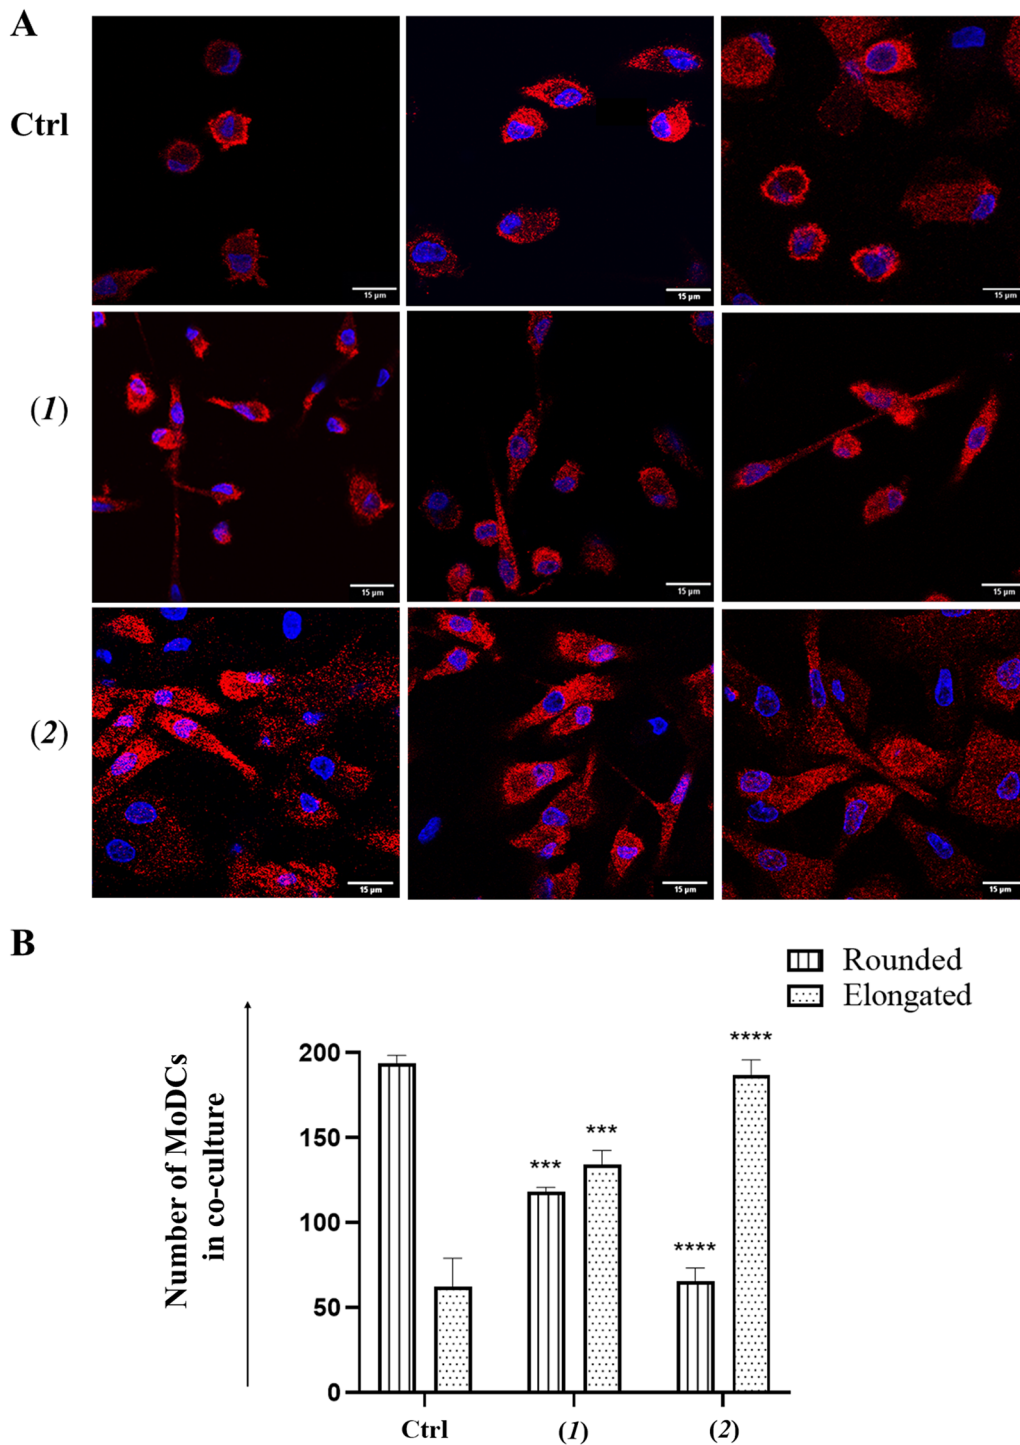 A
Ctrl
15 µm
15 µm
15 µm
(1)
15 µm
15 µm
15 µm
(2)
15 µm
15 µm
15 µm
B
Rounded
Elongated
Number of MoDCs
in co-culture
200
150
100
50
0
***
***
****
****
Ctrl
(1)
(2)